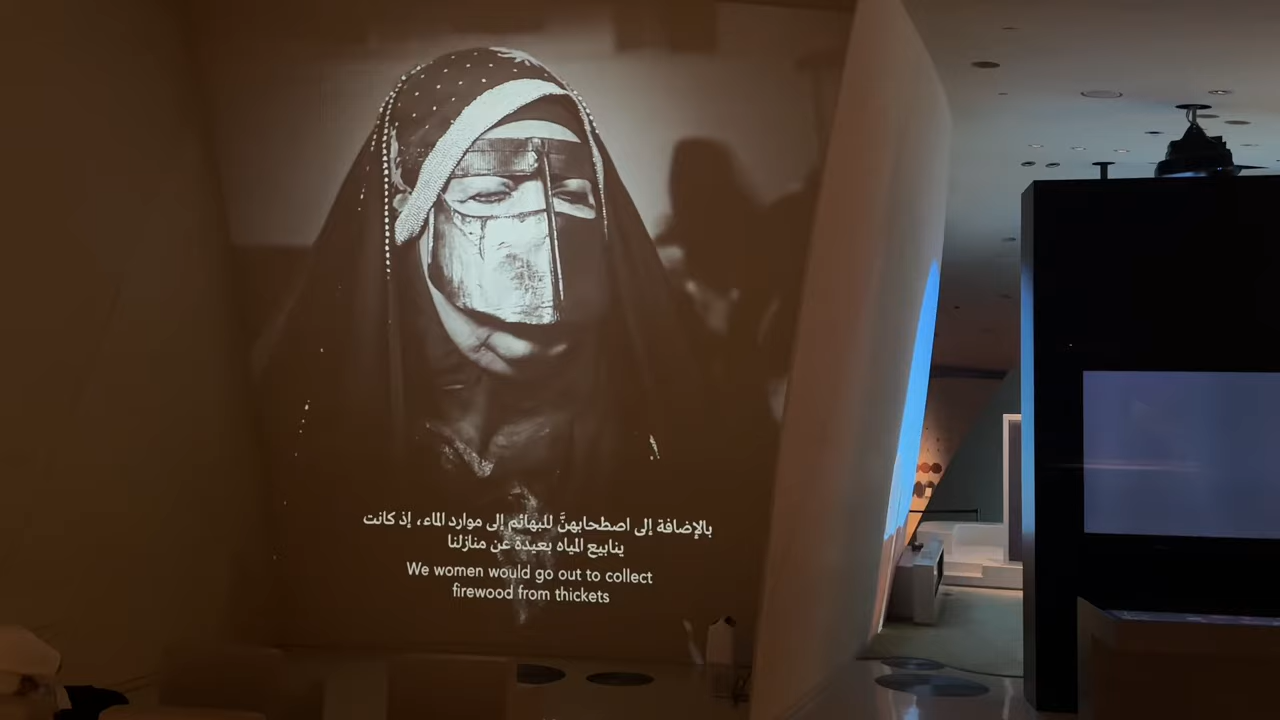 بالإضافة إلى اصطحابهنَّ للبهائم إلى موارد الماء، إذ كانت
ينابيع المياه بعيدة عن منازلنا
We women would go out to collect
firewood from thickets